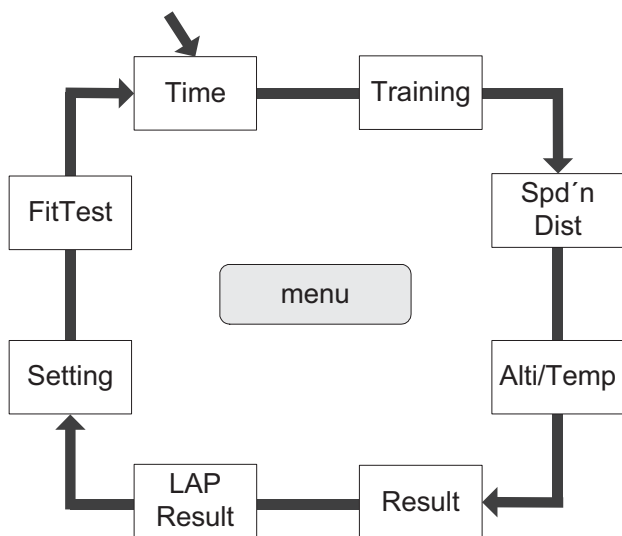 Time
Training
FitTest
Spd´n
Dist
menu
Setting
Alti/Temp
LAP
Result
Result